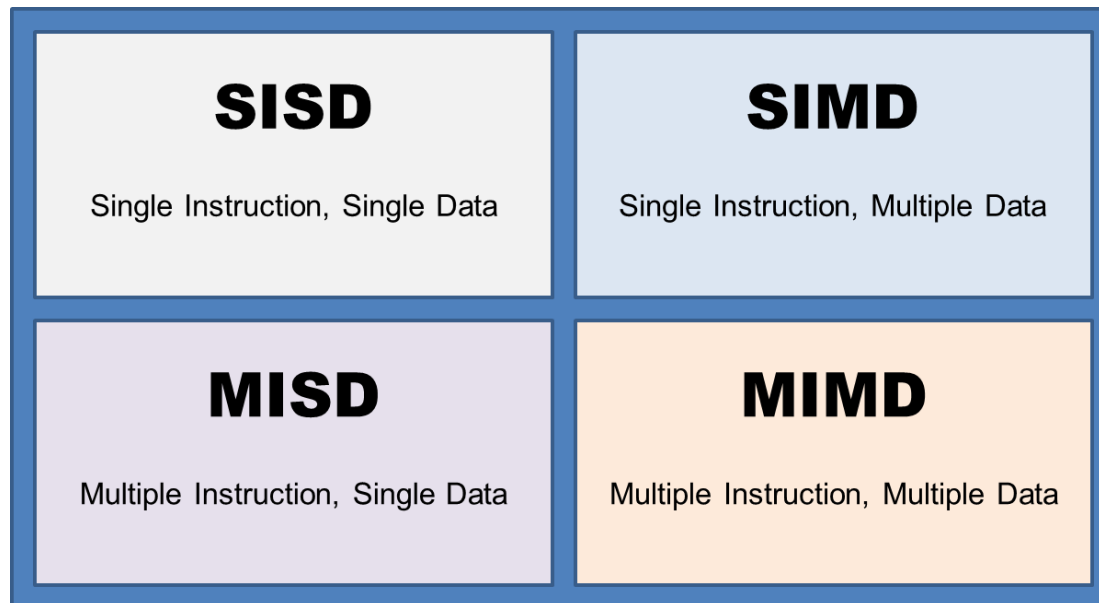 SISD
Single Instruction, Single Data
SIMD
Single Instruction, Multiple Data
MISD
Multiple Instruction, Single Data
MIMD
Multiple Instruction, Multiple Data